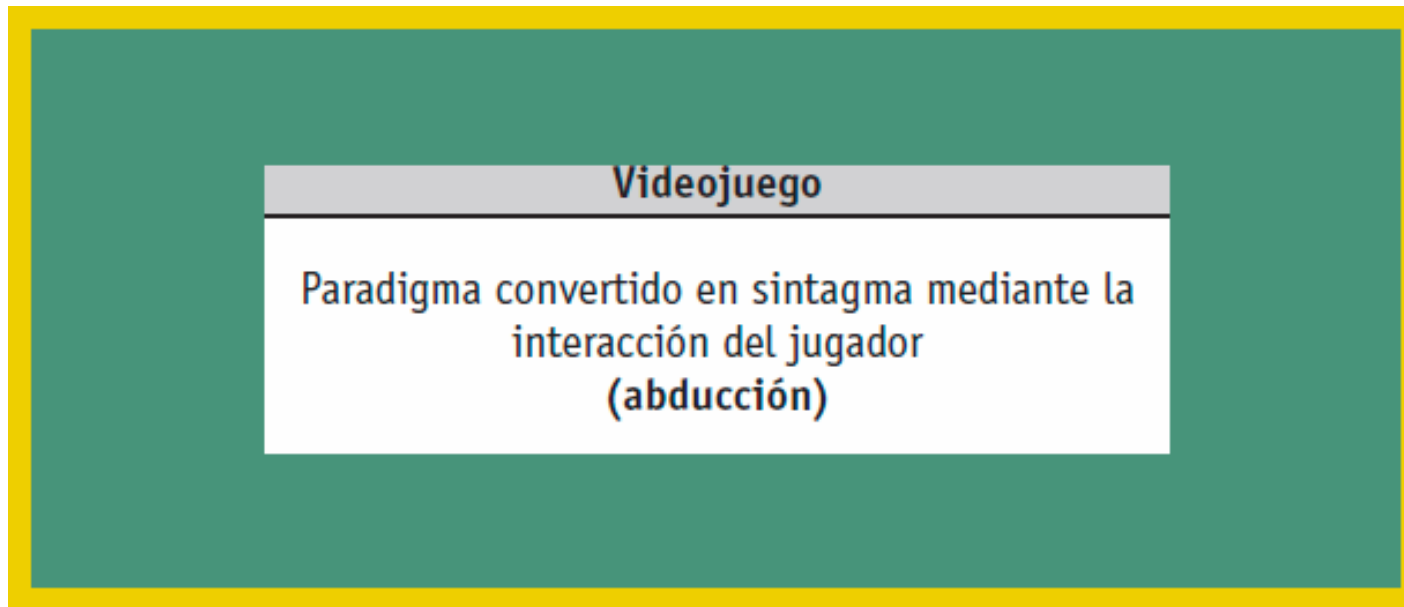 Videojuego
Paradigma convertido en sintagma mediante la
interacción del jugador
(abducción)